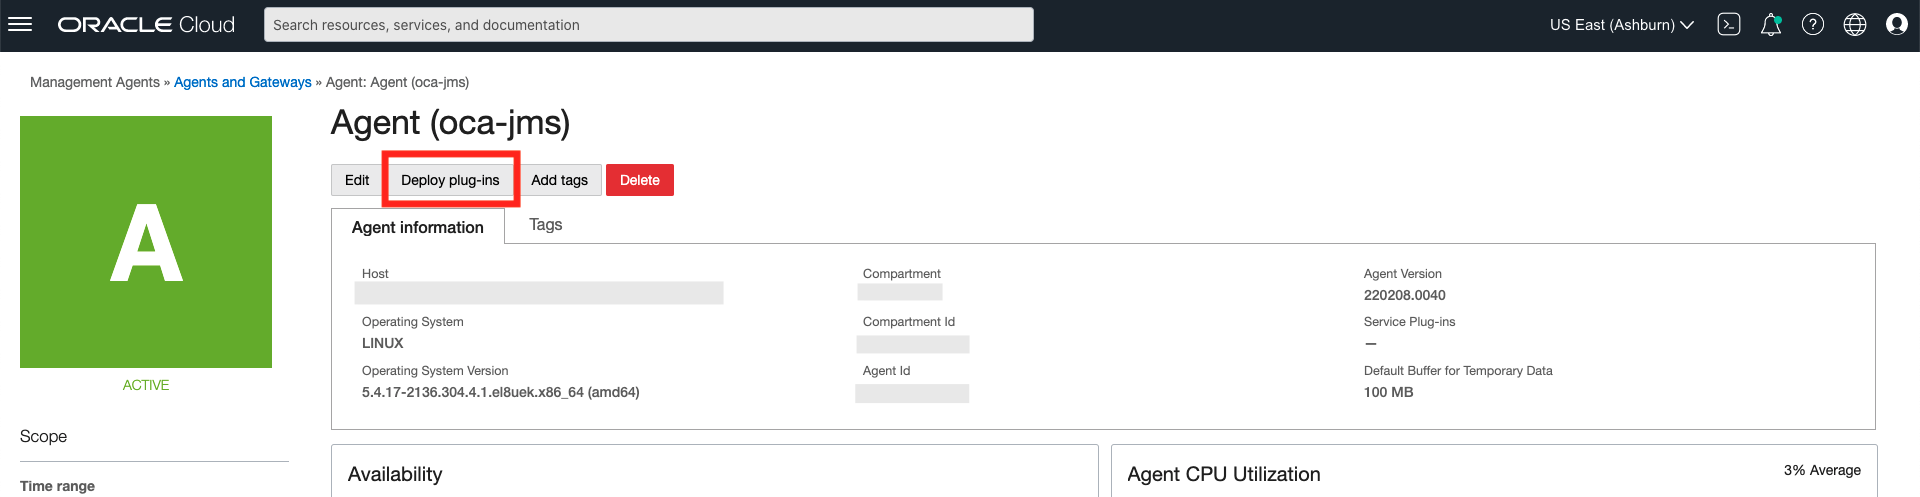 ORACLE Cloud
Search resources, services, and documentation
US East (Ashburn)
Management Agents » Agents and Gateways » Agent: Agent (oca-jms)
A
ACTIVE
Scope
Time range
Agent (oca-jms)
Edit
Deploy plug-ins
Add tags
Delete
Agent information
Tags
Host
Operating System
LINUX
Operating System Version
5.4.17-2136.304.4.1.el8uek.x86_64 (amd64)
Compartment
Compartment Id
Agent Id
Agent Version
220208.0040
Service Plug-ins
—
Default Buffer for Temporary Data
100 MB
Availability
Agent CPU Utilization
3% Average